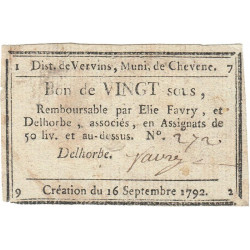 1 Dist. de Vervins, Muni. de Chevene. 7
Bon de VINGT sols,
Remboursable par Elie Favry, et
Delhorbe, associés, en Assignats de
50 liv. et au-dessus. N°. 272
Delhorbe. favry
9 Création du 16 Septembre 1792. 2